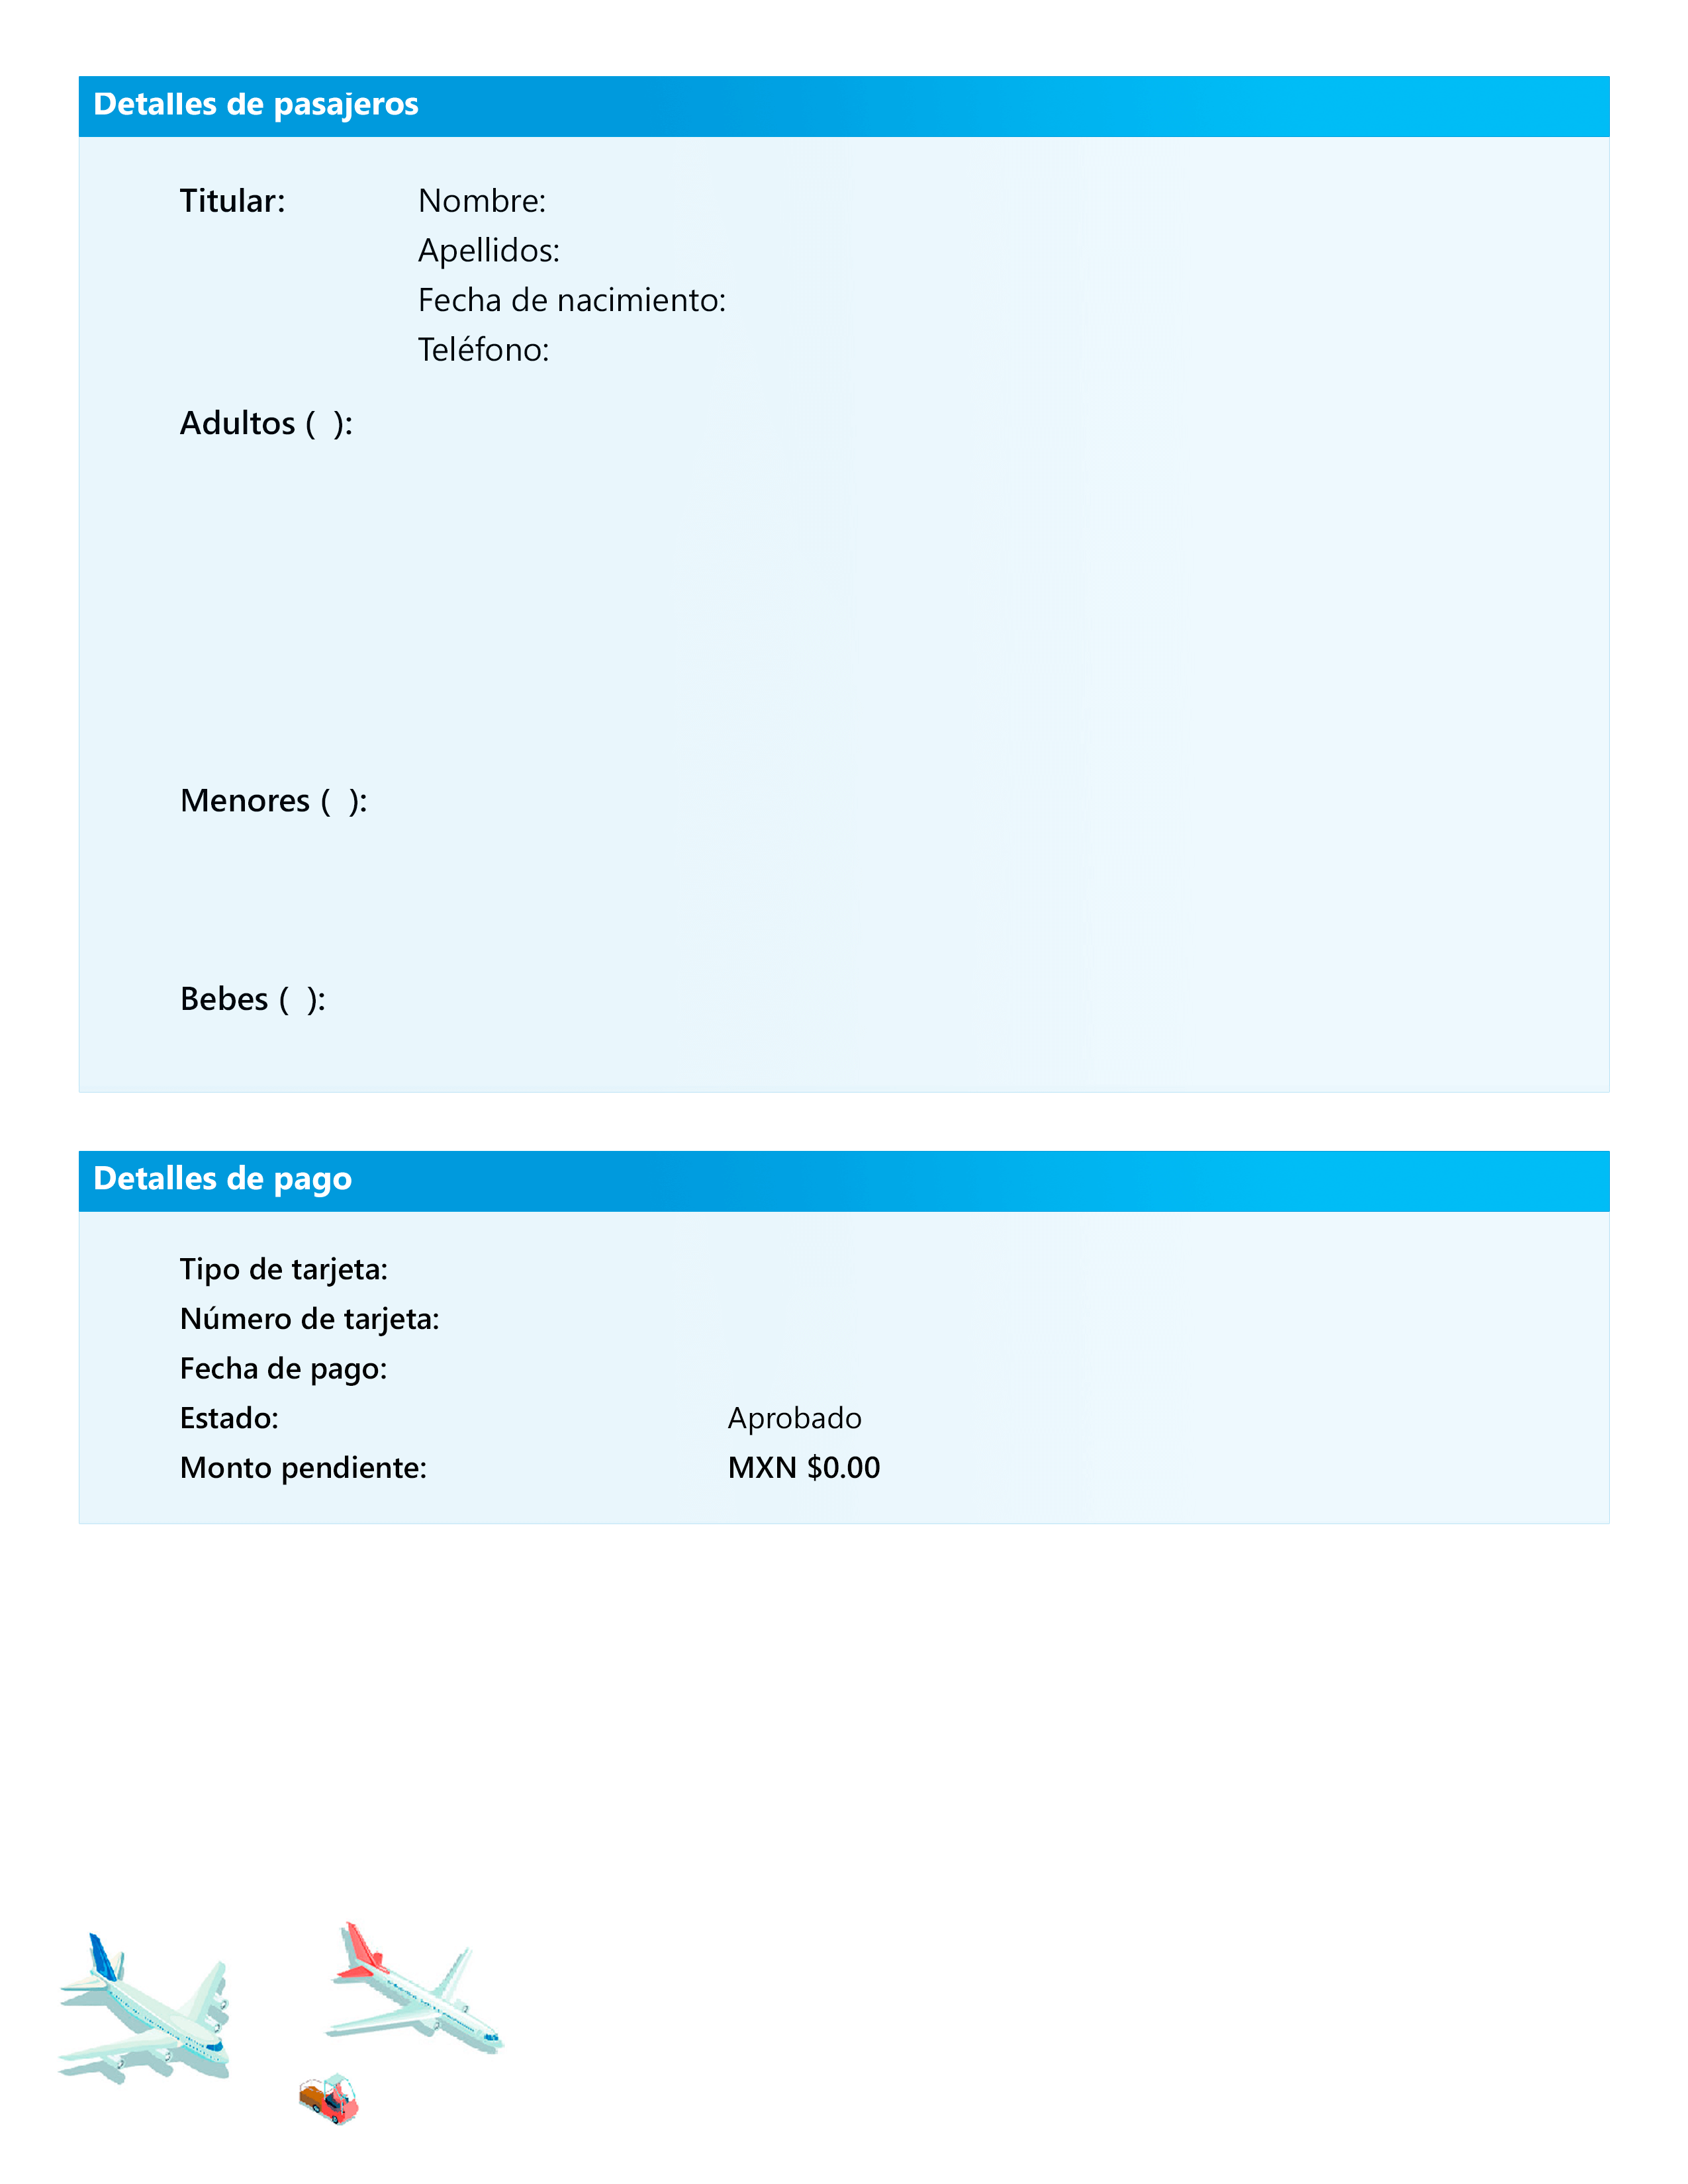 Detalles de pasajeros
Titular: Nombre:
Apellidos:
Fecha de nacimiento:
Teléfono:
Adultos (  ):
Menores (  ):
Bebes (  ):
Detalles de pago
Tipo de tarjeta:
Número de tarjeta:
Fecha de pago:
Estado: Aprobado
Monto pendiente: MXN $0.00